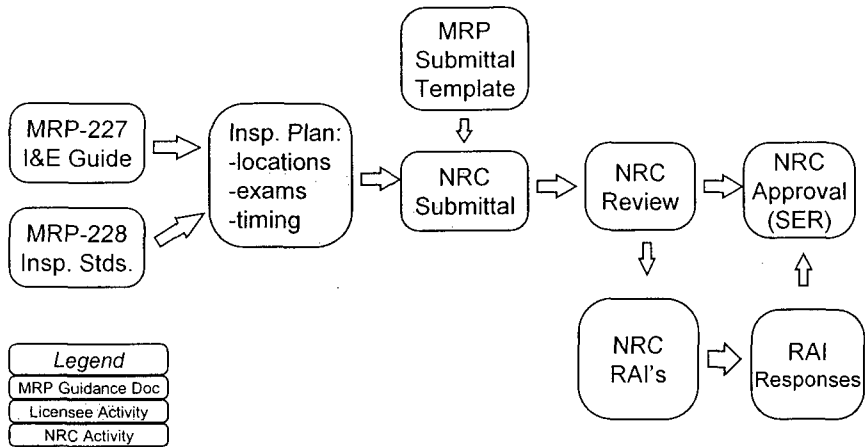 MRP
Submittal
Template
MRP-227
I&E Guide
MRP-228
Insp. Stds.
Insp. Plan:
-locations
-exams
-timing
NRC
Submittal
NRC
Review
NRC
Approval
(SER)
NRC
RAI's
RAI
Responses
Legend
MRP Guidance Doc
Licensee Activity
NRC Activity